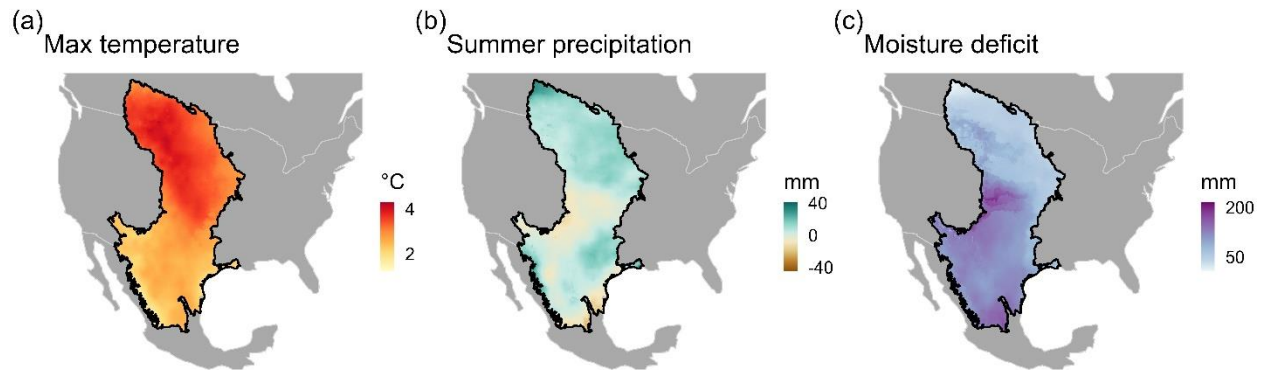 (a)
Max temperature
(b)
Summer precipitation
(c)
Moisture deficit
°C
4
2
mm
40
0
-40
mm
200
50